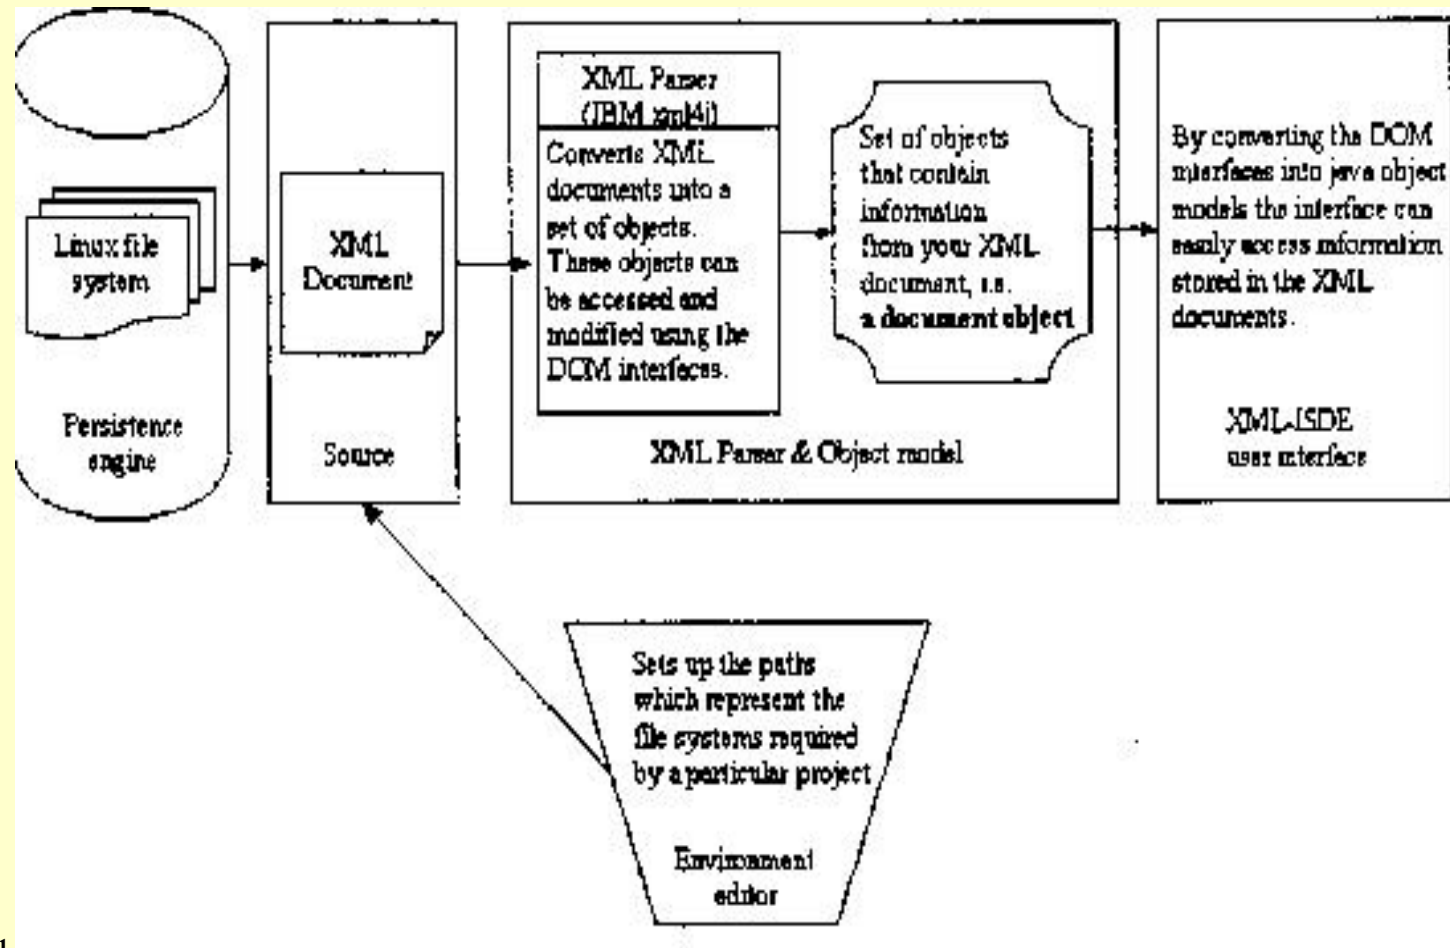 Linux file
system
Persistence
engine
XML
Document
Source
XML Parser
(IBM xml4j)
Converts XML
documents into a
set of objects.
These objects can
be accessed and
modified using the
DOM interfaces.
Set of objects
that contain
information
from your XML
document, i.e.
a document object
XML Parser & Object model
By converting the DOM
interfaces into java object
models the interface can
easily access information
stored in the XML
documents.
XML-ISDE
user interface
Sets up the paths
which represent the
file systems required
by a particular project
Environment
editor